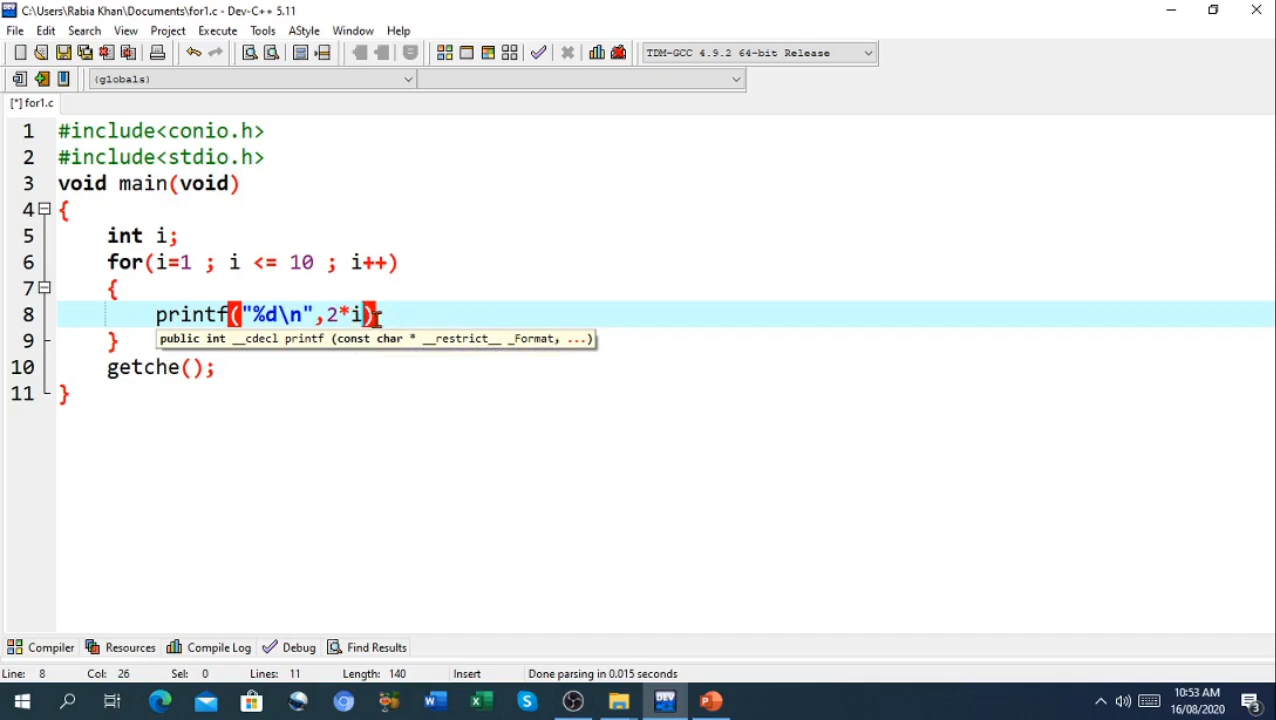 C:\Users\Rabia Khan\Documents\for1.c - Dev-C++ 5.11
File Edit Search View Project Execute Tools AStyle Window Help
TDM-GCC 4.9.2 64-bit Release
(globals)
[*] for1.c
1 #include<conio.h>
2 #include<stdio.h>
3 void main(void)
4 {
5 int i;
6 for(i=1 ; i <= 10 ; i++)
7 {
8 printf("%d\n",2*i)
public int __cdecl printf (const char * __restrict__ _Format, ...)
9 }
10 getche();
11 }
Compiler Resources Compile Log Debug Find Results
Line: 8 Col: 26 Sel: 0 Lines: 11 Length: 140 Insert Done parsing in 0.015 seconds
10:53 AM
16/08/2020